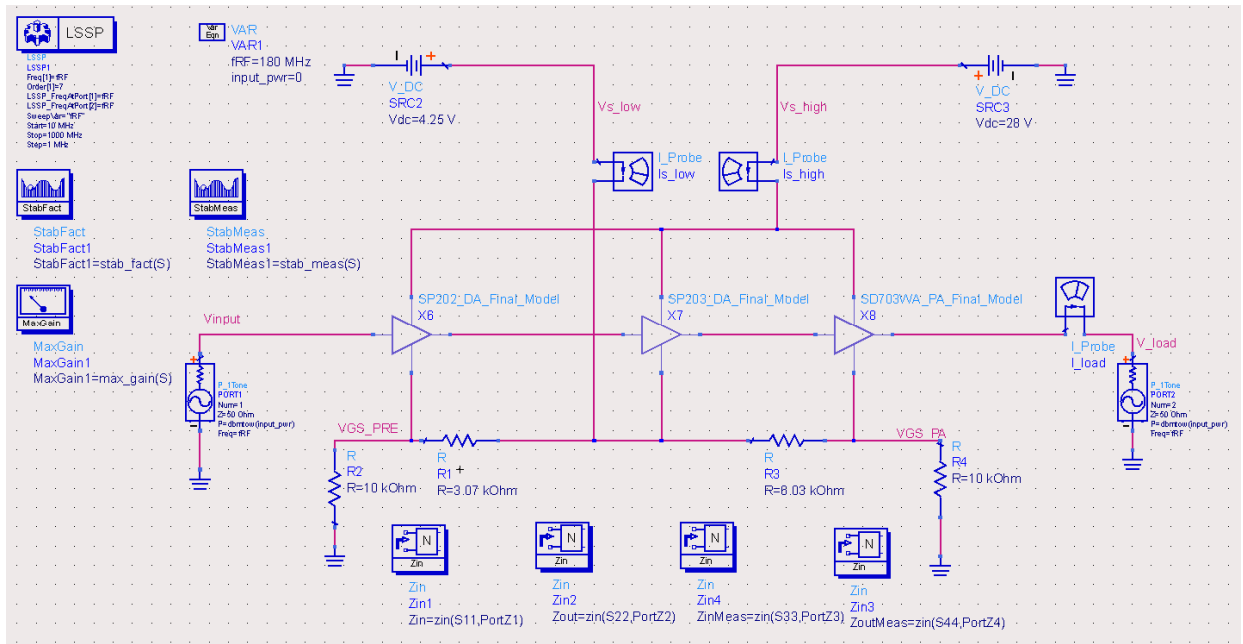 LSSP
LSSP
LSSP1
Freq[1]=fRF
Order[1]=7
LSSP_FreqAtPort[1]=fRF
LSSP_FreqAtPort[2]=fRF
SweepVar="fRF"
Start=10 MHz
Stop=1000 MHz
Step=1 MHz
Var
Eqn
VAR
VAR1
fRF=180 MHz
input_pwr=0
V_DC
SRC2
Vdc=4.25 V
V_DC
SRC3
Vdc=28 V
Vs_low
Vs_high
I_Probe
Is_low
I_Probe
Is_high
StabFact
StabFact
StabFact1
StabFact1=stab_fact(S)
StabMeas
StabMeas
StabMeas1
StabMeas1=stab_meas(S)
MaxGain
MaxGain
MaxGain1
MaxGain1=max_gain(S)
SP202_DA_Final_Model
X6
SP203_DA_Final_Model
X7
SD703WA_PA_Final_Model
X8
Vinput
I_Probe
I_load
V_load
P_1Tone
PORT1
Num=1
Z=50 Ohm
P=dbmtow(input_pwr)
Freq=fRF
P_1Tone
PORT2
Num=2
Z=50 Ohm
P=dbmtow(input_pwr)
Freq=fRF
VGS_PRE
VGS_PA
R
R2
R=10 kOhm
R
R1
R=3.07 kOhm
R
R3
R=6.03 kOhm
R
R4
R=10 kOhm
N
Zin
Zin
Zin1
Zin=zin(S11,PortZ1)
N
Zin
Zin
Zin2
Zout=zin(S22,PortZ2)
N
Zin
Zin
Zin4
ZinMeas=zin(S33,PortZ3)
N
Zin
Zin
Zin3
ZoutMeas=zin(S44,PortZ4)